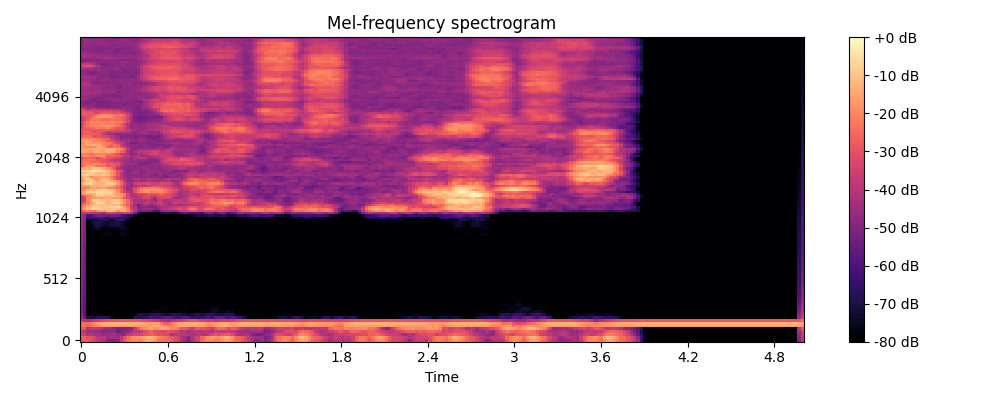 Mel-frequency spectrogram
Hz
4096
2048
1024
512
0
0 0.6 1.2 1.8 2.4 3 3.6 4.2 4.8
Time
+0 dB
-10 dB
-20 dB
-30 dB
-40 dB
-50 dB
-60 dB
-70 dB
-80 dB